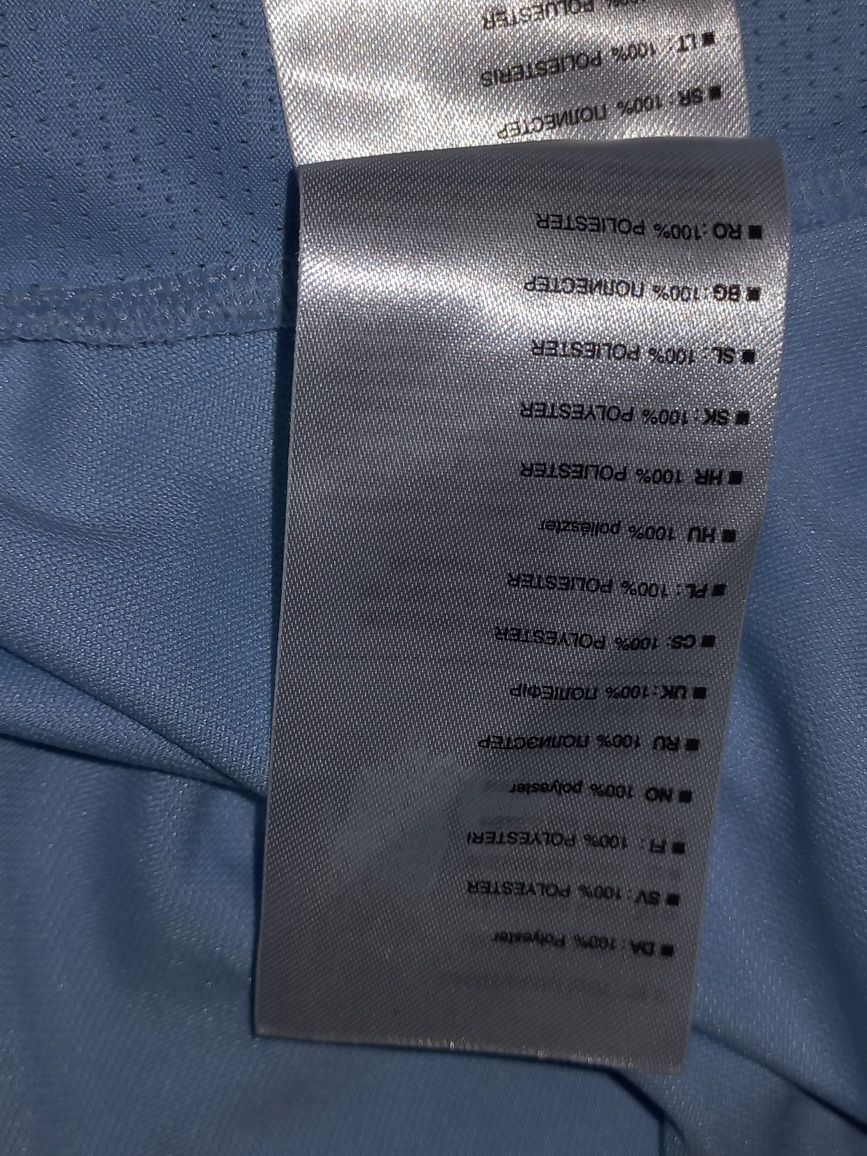 ■ DA : 100% Polyester
■ SV : 100% POLYESTER
■ FI : 100% POLYESTERI
■ NO 100% polyester
■ RU 100% ПОЛИЭСТЕР
■ UK : 100% ПОЛІЕФІР
■ CS: 100% POLYESTER
■ PL : 100% POLIESTER
■ HU 100% poliészter
■ HR 100% POLIESTER
■ SK : 100% POLYESTER
■ SL : 100% POLIESTER
■ BG : 100% ПОЛИЕСТЕР
■ RO : 100% POLIESTER
■ SR : 100% ПОЛИЕСТЕР
■ LT : 100% POLIESTERIS
100% POLUESTER